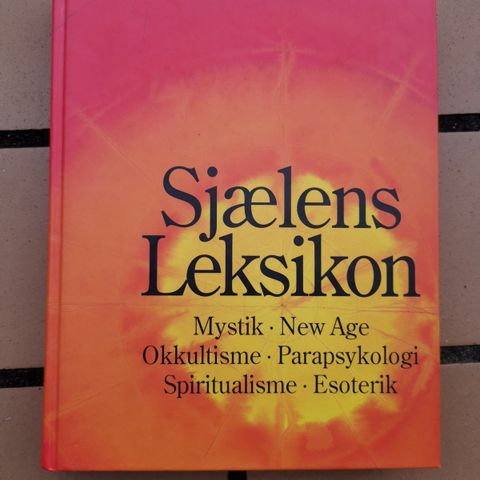 Sjælens
Leksikon
Mystik · New Age
Okkultisme · Parapsykologi
Spiritualisme · Esoterik